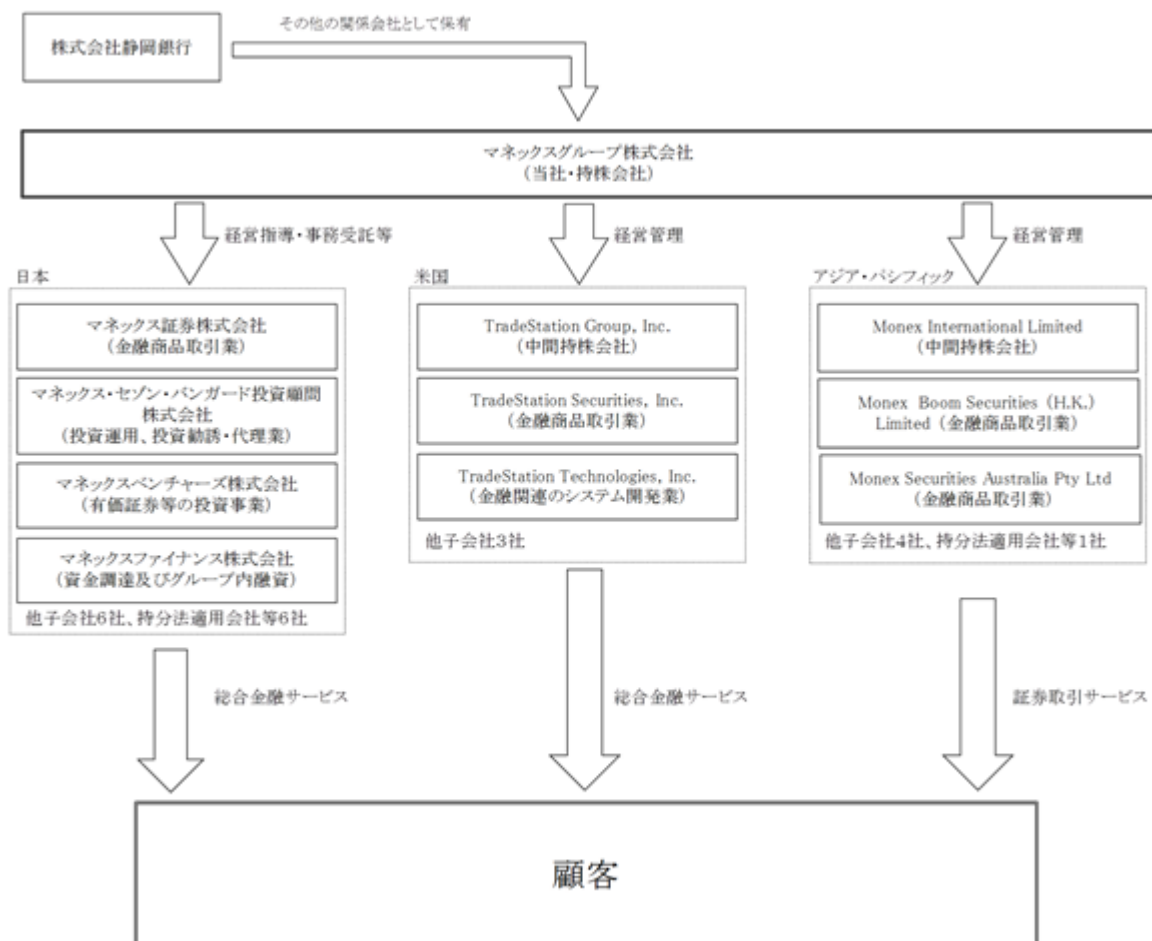 その他の関係会社として保有
株式会社静岡銀行
マネックスグループ株式会社
(当社・持株会社)
経営指導・事務受託等
経営管理
経営管理
日本
マネックス証券株式会社
(金融商品取引業)
マネックス・セゾン・バンガード投資顧問
株式会社
(投資運用、投資勧誘・代理業)
マネックスベンチャーズ株式会社
(有価証券等の投資事業)
マネックスファイナンス株式会社
(資金調達及びグループ内融資)
他子会社6社、持分法適用会社等6社
米国
TradeStation Group, Inc.
(中間持株会社)
TradeStation Securities, Inc.
(金融商品取引業)
TradeStation Technologies, Inc.
(金融関連のシステム開発業)
他子会社3社
アジア・パシフィック
Monex International Limited
(中間持株会社)
Monex Boom Securities (H.K.)
Limited (金融商品取引業)
Monex Securities Australia Pty Ltd
(金融商品取引業)
他子会社4社、持分法適用会社等1社
総合金融サービス
総合金融サービス
証券取引サービス
顧客